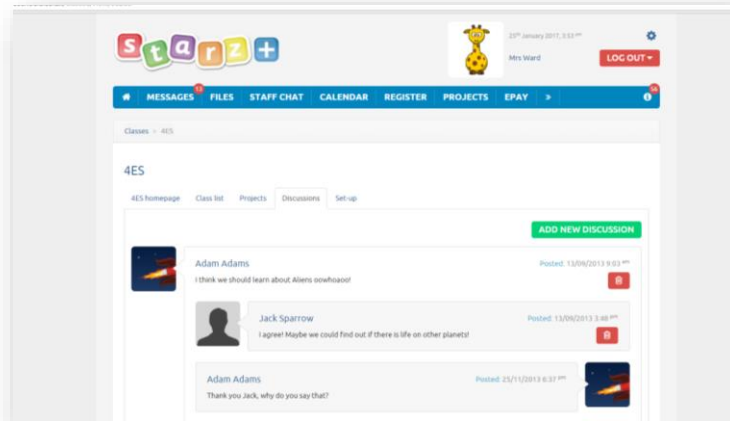 starz+
25th January 2017, 3:53 pm
Mrs Ward
LOG OUT
MESSAGES 13 FILES STAFF CHAT CALENDAR REGISTER PROJECTS EPAY »
Classes > 4ES
4ES
4ES homepage Class list Projects Discussions Set-up
ADD NEW DISCUSSION
Adam Adams Posted: 13/09/2013 9:03 am
I think we should learn about Aliens oowhoaoo!
Jack Sparrow Posted: 13/09/2013 3:48 pm
I agree! Maybe we could find out if there is life on other planets!
Adam Adams Posted: 25/11/2013 6:37 pm
Thank you Jack, why do you say that?